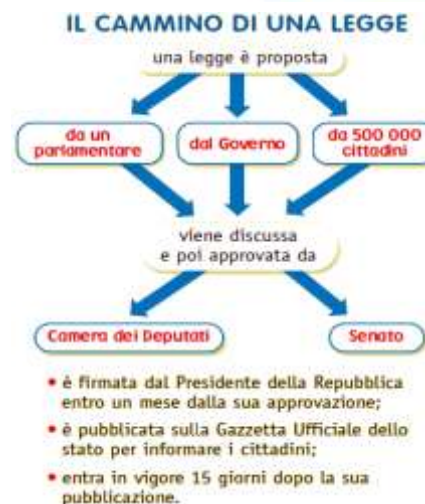 IL CAMMINO DI UNA LEGGE
una legge è proposta
da un
parlamentare
dal Governo
da 500 000
cittadini
viene discussa
e poi approvata da
Camera dei Deputati
Senato
• è firmata dal Presidente della Repubblica
entro un mese dalla sua approvazione;
• è pubblicata sulla Gazzetta Ufficiale dello
stato per informare i cittadini;
• entra in vigore 15 giorni dopo la sua
pubblicazione.